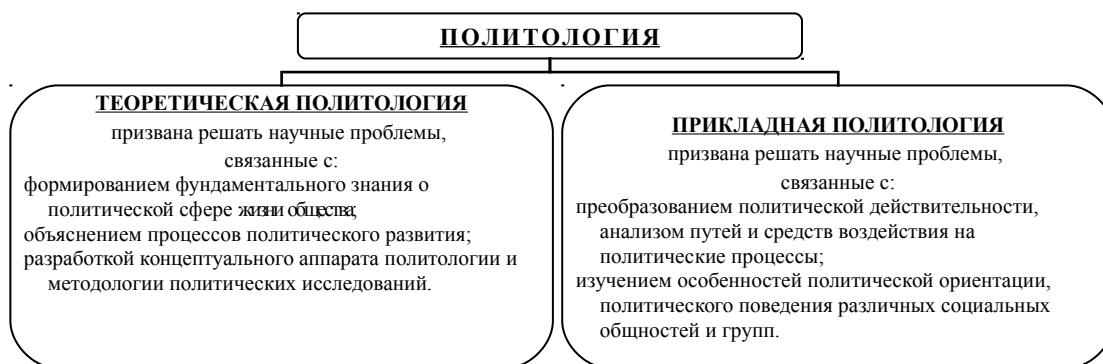 ПОЛИТОЛОГИЯ
ТЕОРЕТИЧЕСКАЯ ПОЛИТОЛОГИЯ
призвана решать научные проблемы,
связанные с:
формированием фундаментального знания о
политической сфере жизни общества;
объяснением процессов политического развития;
разработкой концептуального аппарата политологии и
методологии политических исследований.
ПРИКЛАДНАЯ ПОЛИТОЛОГИЯ
призвана решать научные проблемы,
связанные с:
преобразованием политической действительности,
анализом путей и средств воздействия на
политические процессы;
изучением особенностей политической ориентации,
политического поведения различных социальных
общностей и групп.